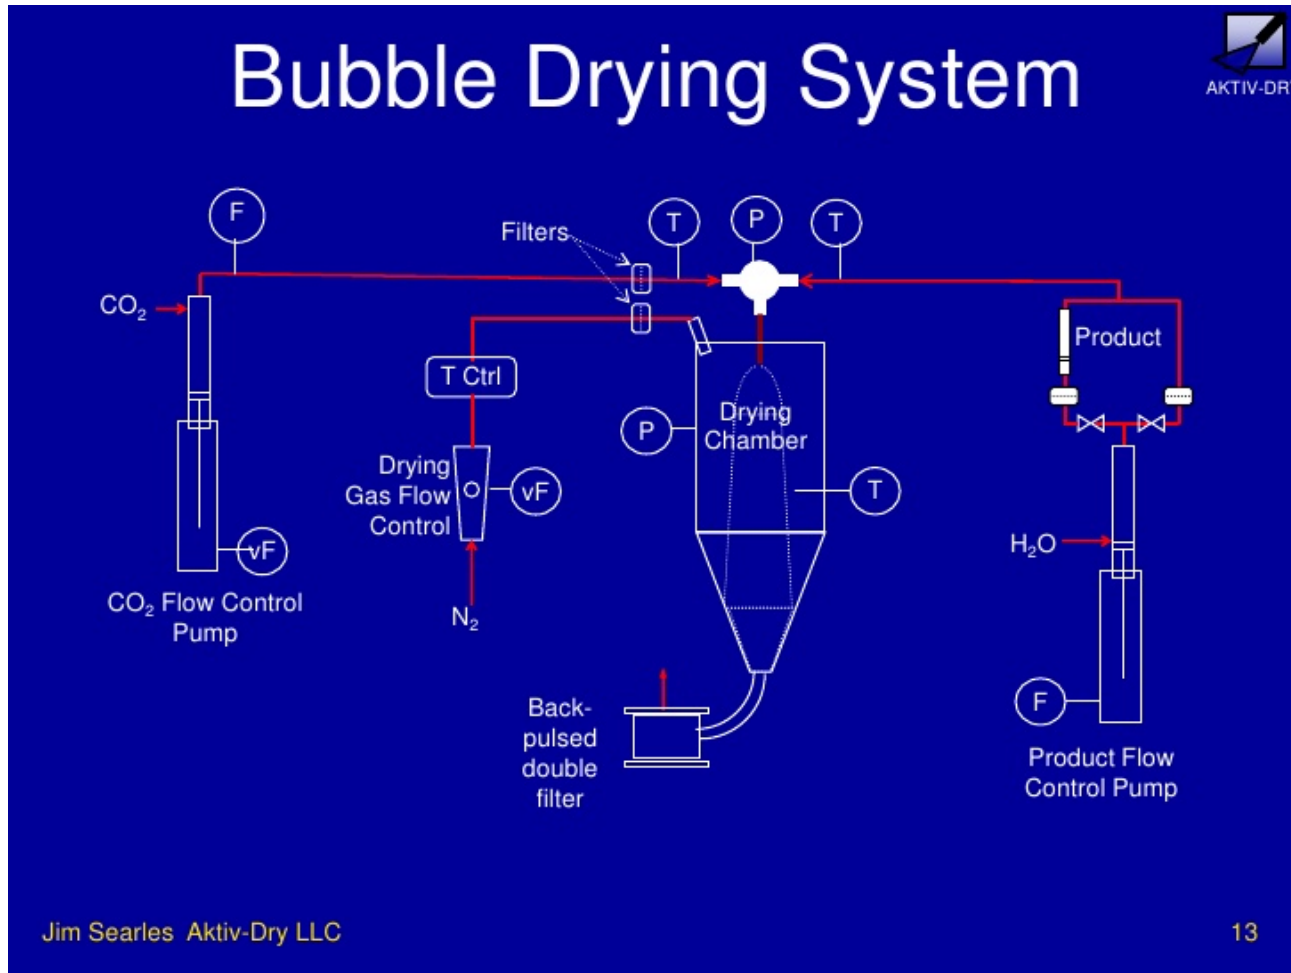 Bubble Drying System
AKTIV-DRY
F
Filters
T
P
T
CO₂
Product
T Ctrl
Drying
Chamber
P
Drying
Gas Flow
Control
vF
T
vF
H₂O
CO₂ Flow Control
Pump
N₂
F
Back-
pulsed
double
filter
Product Flow
Control Pump
Jim Searles Aktiv-Dry LLC
13